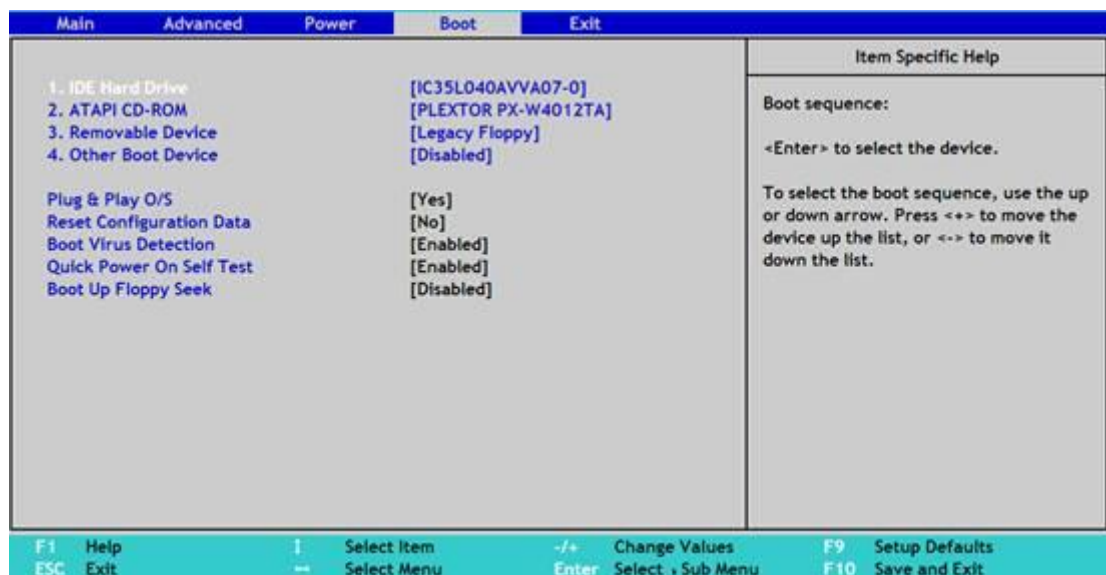 Main Advanced Power Boot Exit
Item Specific Help
1. IDE Hard Drive [IC35L040AVVA07-0]
2. ATAPI CD-ROM [PLEXTOR PX-W4012TA]
3. Removable Device [Legacy Floppy]
4. Other Boot Device [Disabled]
Plug & Play O/S [Yes]
Reset Configuration Data [No]
Boot Virus Detection [Enabled]
Quick Power On Self Test [Enabled]
Boot Up Floppy Seek [Disabled]
Boot sequence:
<Enter> to select the device.
To select the boot sequence, use the up
or down arrow. Press <+> to move the
device up the list, or <-> to move it
down the list.
F1 Help ↕ Select Item -/+ Change Values F9 Setup Defaults
ESC Exit ↔ Select Menu Enter Select › Sub Menu F10 Save and Exit